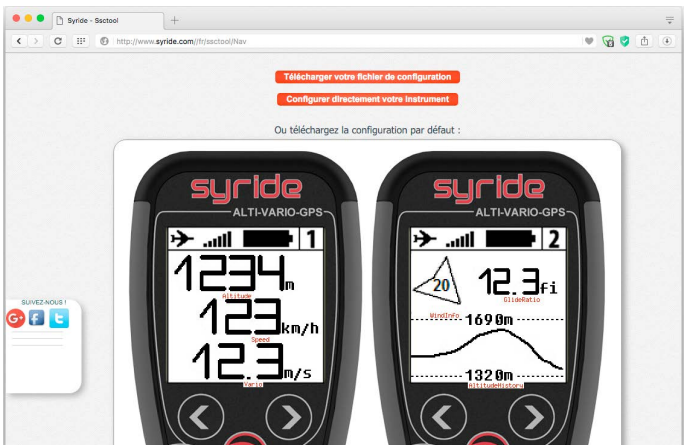 Syride - Ssctool
http://www.syride.com//fr/ssctool/Nav
Télécharger votre fichier de configuration
Configurer directement votre instrument
Ou téléchargez la configuration par défaut :
syride
ALTI-VARIO-GPS
1
1234m
Altitude
123km/h
Speed
12.3m/s
Vario
syride
ALTI-VARIO-GPS
2
20
WindInfo
12.3fi
GlideRatio
1690m
1320m
AltitudeHistory
SUIVEZ-NOUS !
G+
f
t